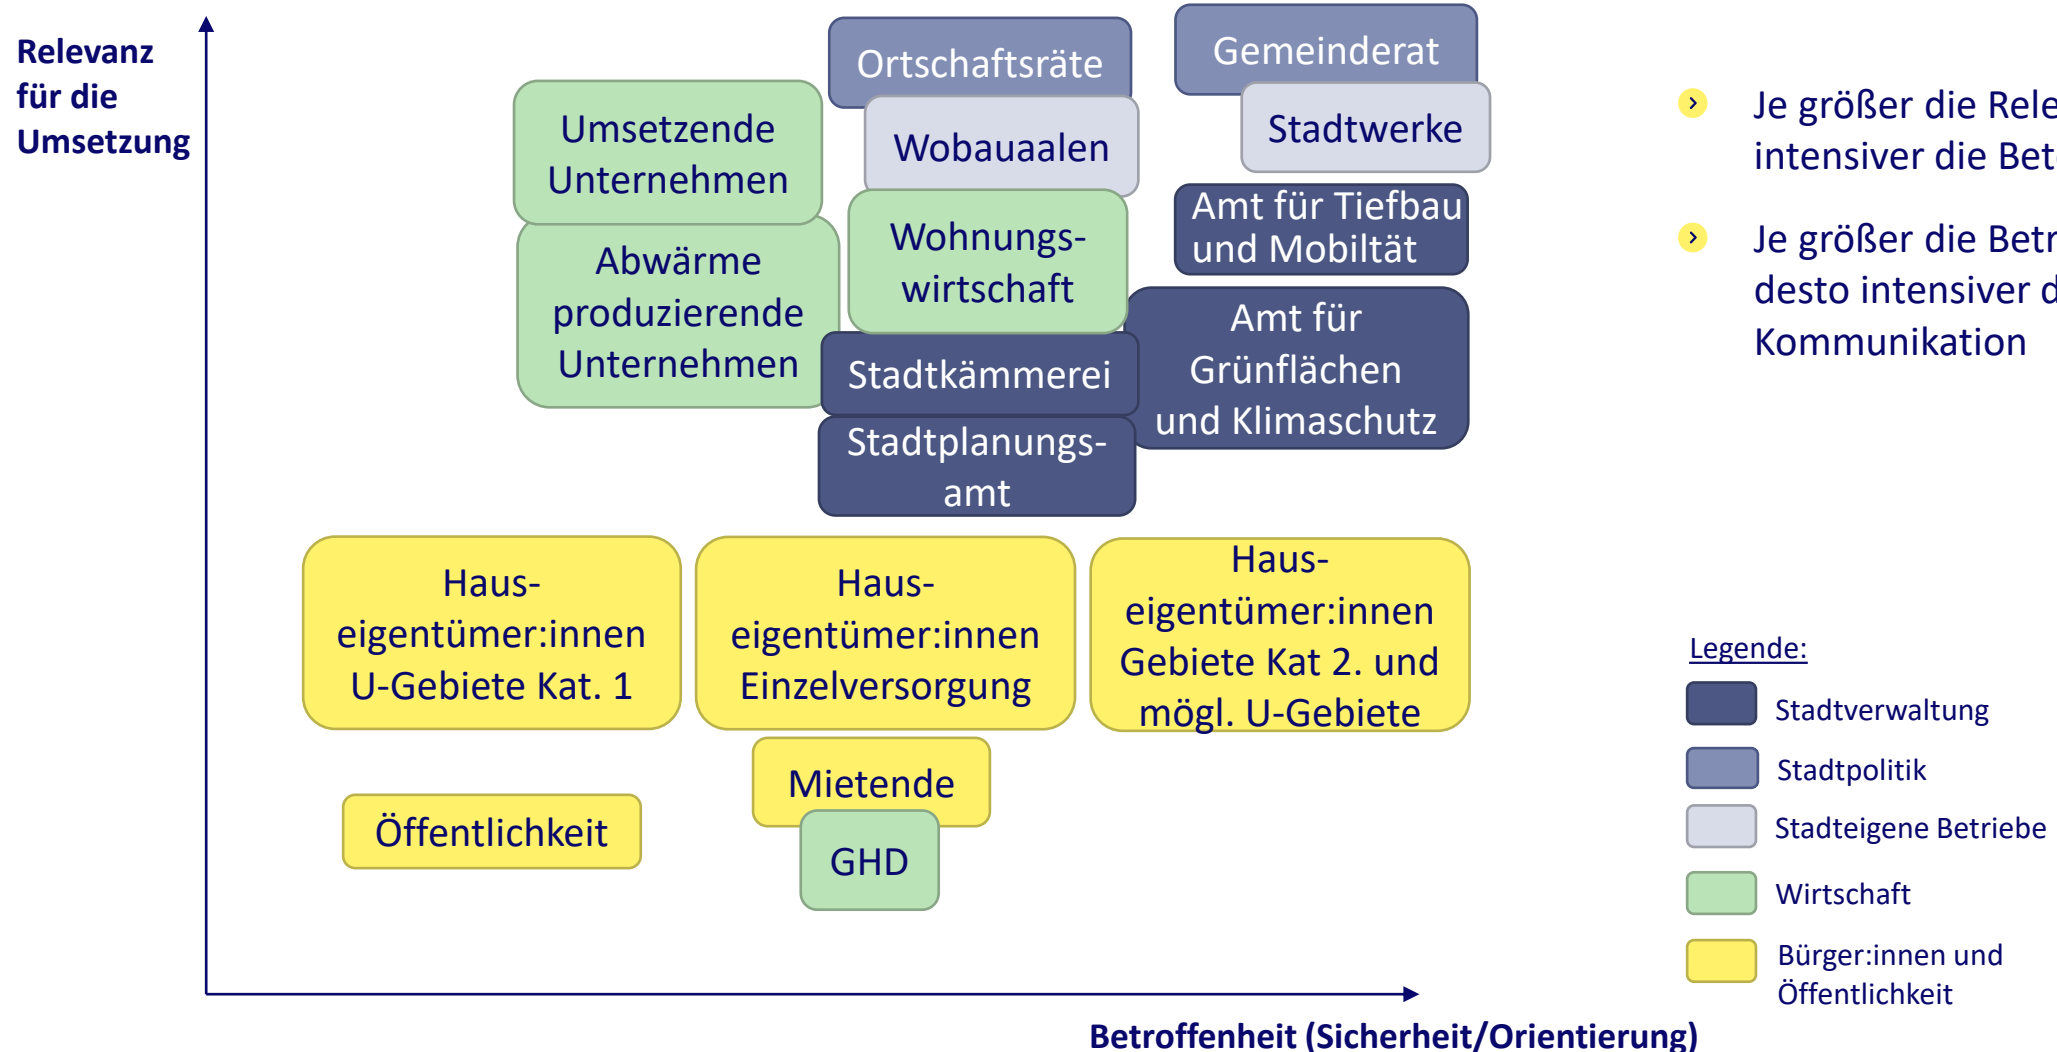 Relevanz
für die
Umsetzung
Ortschaftsräte
Gemeinderat
Umsetzende
Unternehmen
Wobauaalen
Stadtwerke
Abwärme
produzierende
Unternehmen
Wohnungs-
wirtschaft
Amt für Tiefbau
und Mobiltät
Stadtkämmerei
Amt für
Grünflächen
und Klimaschutz
Stadtplanungs-
amt
Haus-
eigentümer:innen
U-Gebiete Kat. 1
Haus-
eigentümer:innen
Einzelversorgung
Haus-
eigentümer:innen
Gebiete Kat 2. und
mögl. U-Gebiete
Mietende
Öffentlichkeit
GHD
Betroffenheit (Sicherheit/Orientierung)
Je größer die
intensiver die
Je größer die
desto intensiver
Kommunikation
Legende:
Stadtverwaltung
Stadtpolitik
Stadteigene Betriebe
Wirtschaft
Bürger:innen und
Öffentlichkeit